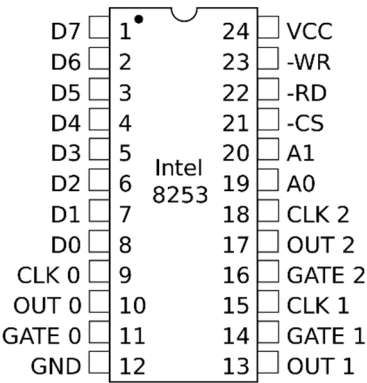 D7 1 24 VCC
D6 2 23 -WR
D5 3 22 -RD
D4 4 21 -CS
D3 5 20 A1
Intel
D2 6 19 A0
8253
D1 7 18 CLK 2
D0 8 17 OUT 2
CLK 0 9 16 GATE 2
OUT 0 10 15 CLK 1
GATE 0 11 14 GATE 1
GND 12 13 OUT 1